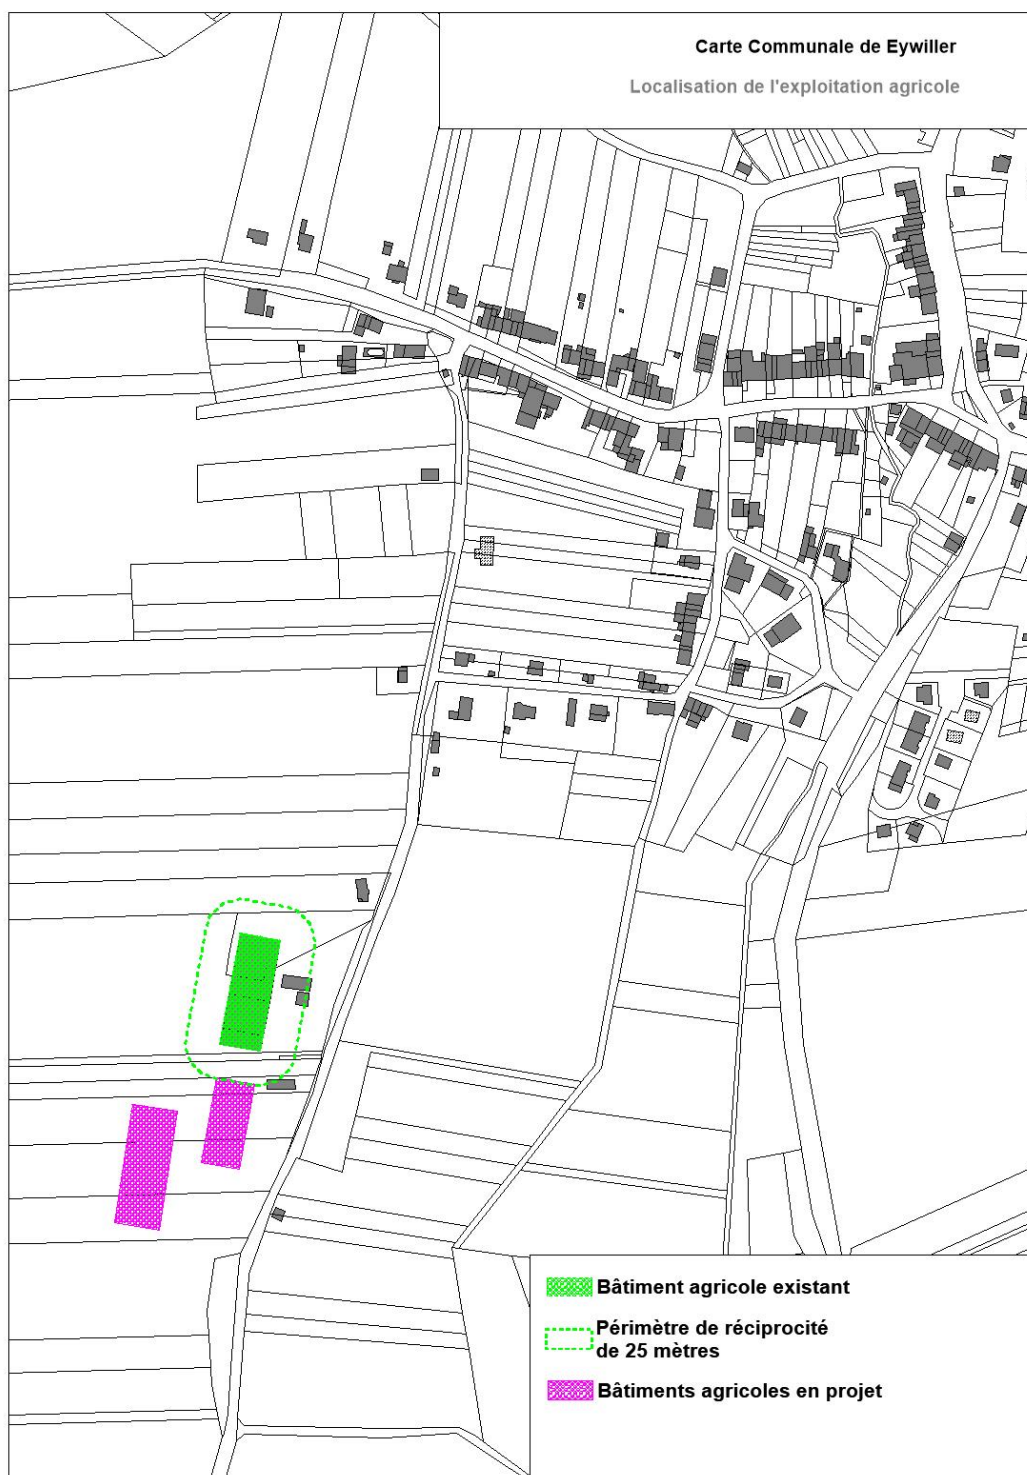 Carte Communale de Eywiller
Localisation de l'exploitation agricole
Bâtiment agricole existant
Périmètre de réciprocité
de 25 mètres
Bâtiments agricoles en projet